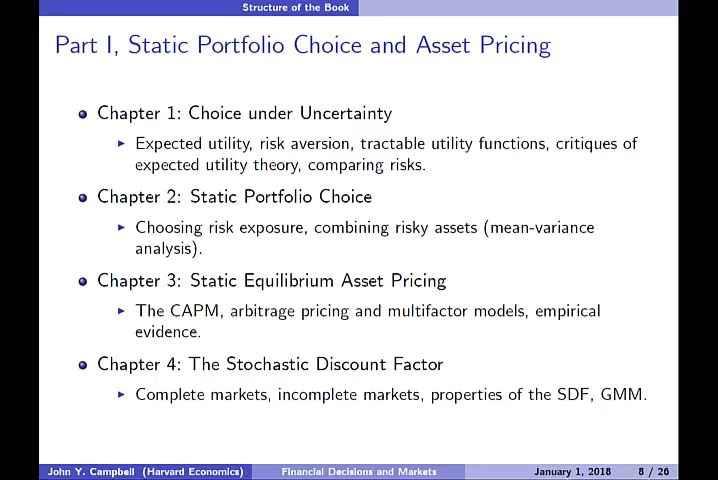 Structure of the Book
Part I, Static Portfolio Choice and Asset Pricing
Chapter 1: Choice under Uncertainty
Expected utility, risk aversion, tractable utility functions, critiques of
expected utility theory, comparing risks.
Chapter 2: Static Portfolio Choice
Choosing risk exposure, combining risky assets (mean-variance
analysis).
Chapter 3: Static Equilibrium Asset Pricing
The CAPM, arbitrage pricing and multifactor models, empirical
evidence.
Chapter 4: The Stochastic Discount Factor
Complete markets, incomplete markets, properties of the SDF, GMM.
John Y. Campbell (Harvard Economics) Financial Decisions and Markets January 1, 2018 8 / 26